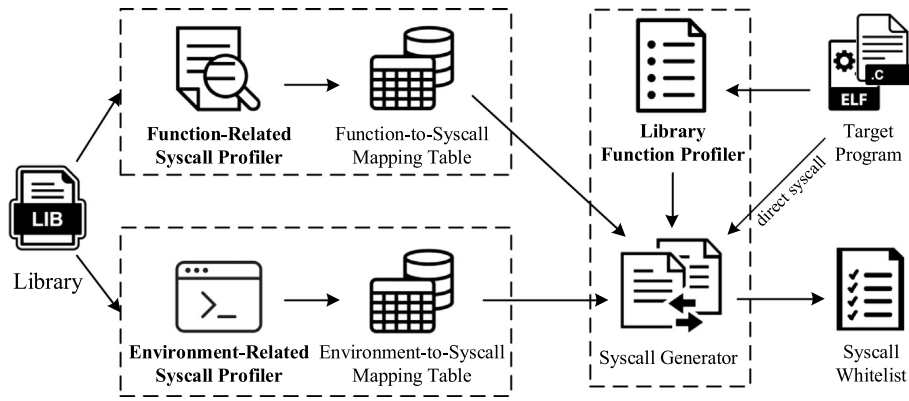 LIB
Library
Function-Related
Syscall Profiler
Function-to-Syscall
Mapping Table
Environment-Related
Syscall Profiler
Environment-to-Syscall
Mapping Table
Library
Function Profiler
Syscall Generator
.C
ELF
Target
Program
direct syscall
Syscall
Whitelist